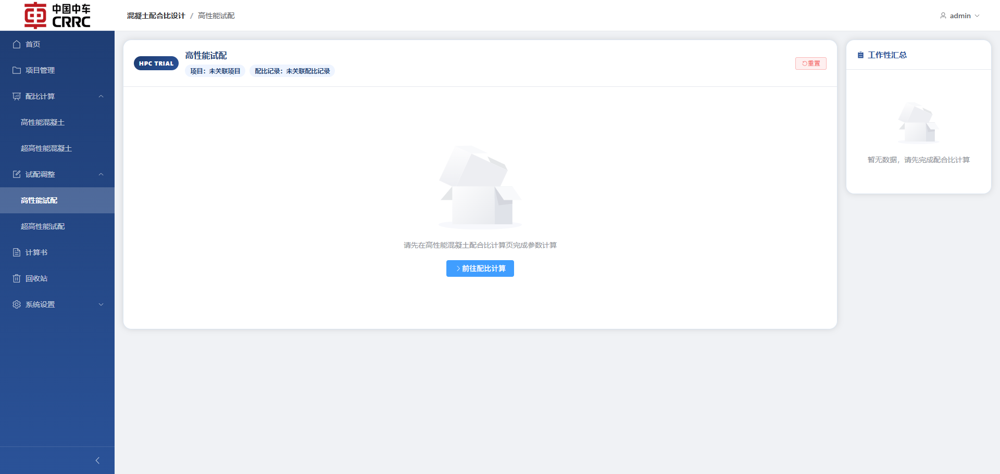 中国中车
CRRC
混凝土配合比设计 / 高性能试配
admin
首页
项目管理
配比计算
高性能混凝土
超高性能混凝土
试配调整
高性能试配
超高性能试配
计算书
回收站
系统设置
HPC TRIAL
高性能试配
项目：未关联项目
配比记录：未关联配比记录
重置
请先在高性能混凝土配合比计算页完成参数计算
前往配比计算
工作性汇总
暂无数据，请先完成配合比计算